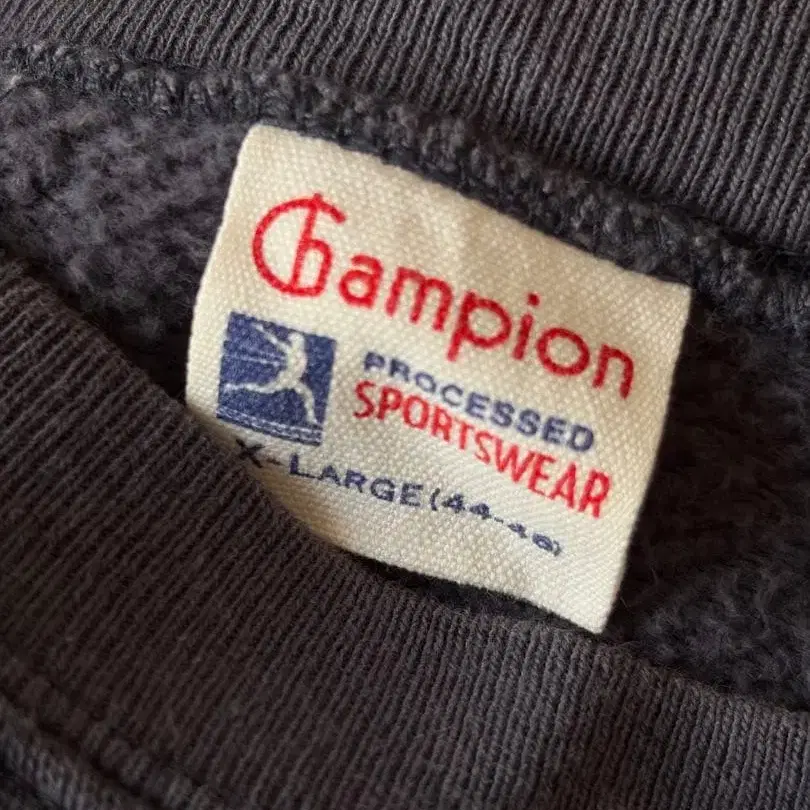 Champion
PROCESSED
SPORTSWEAR
X-LARGE (44-46)